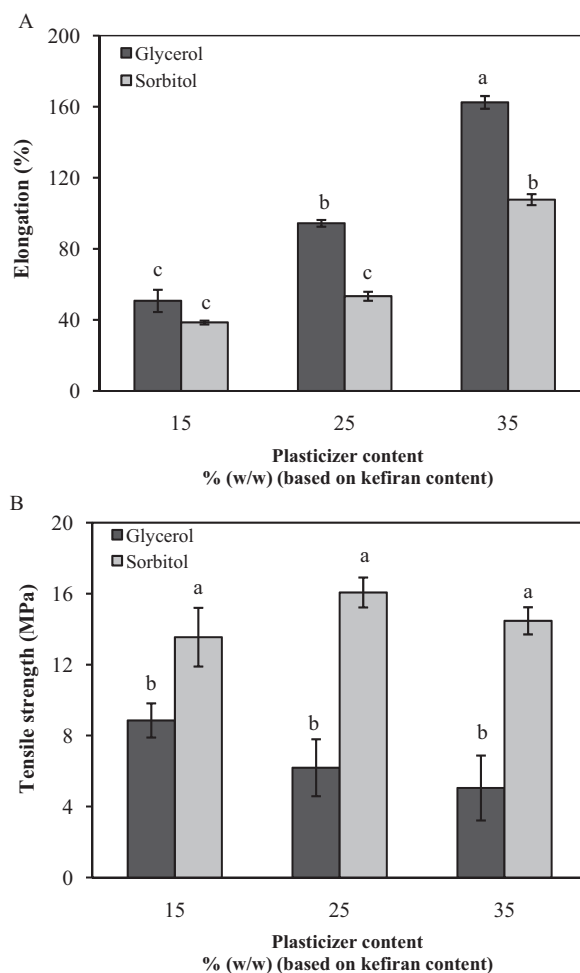 A
200
160
120
80
40
0
Elongation (%)
Glycerol
Sorbitol
c
c
b
c
a
b
15
25
35
Plasticizer content
% (w/w) (based on kefiran content)
B
20
16
12
8
4
0
Tensile strength (MPa)
Glycerol
Sorbitol
b
a
b
a
b
a
15
25
35
Plasticizer content
% (w/w) (based on kefiran content)